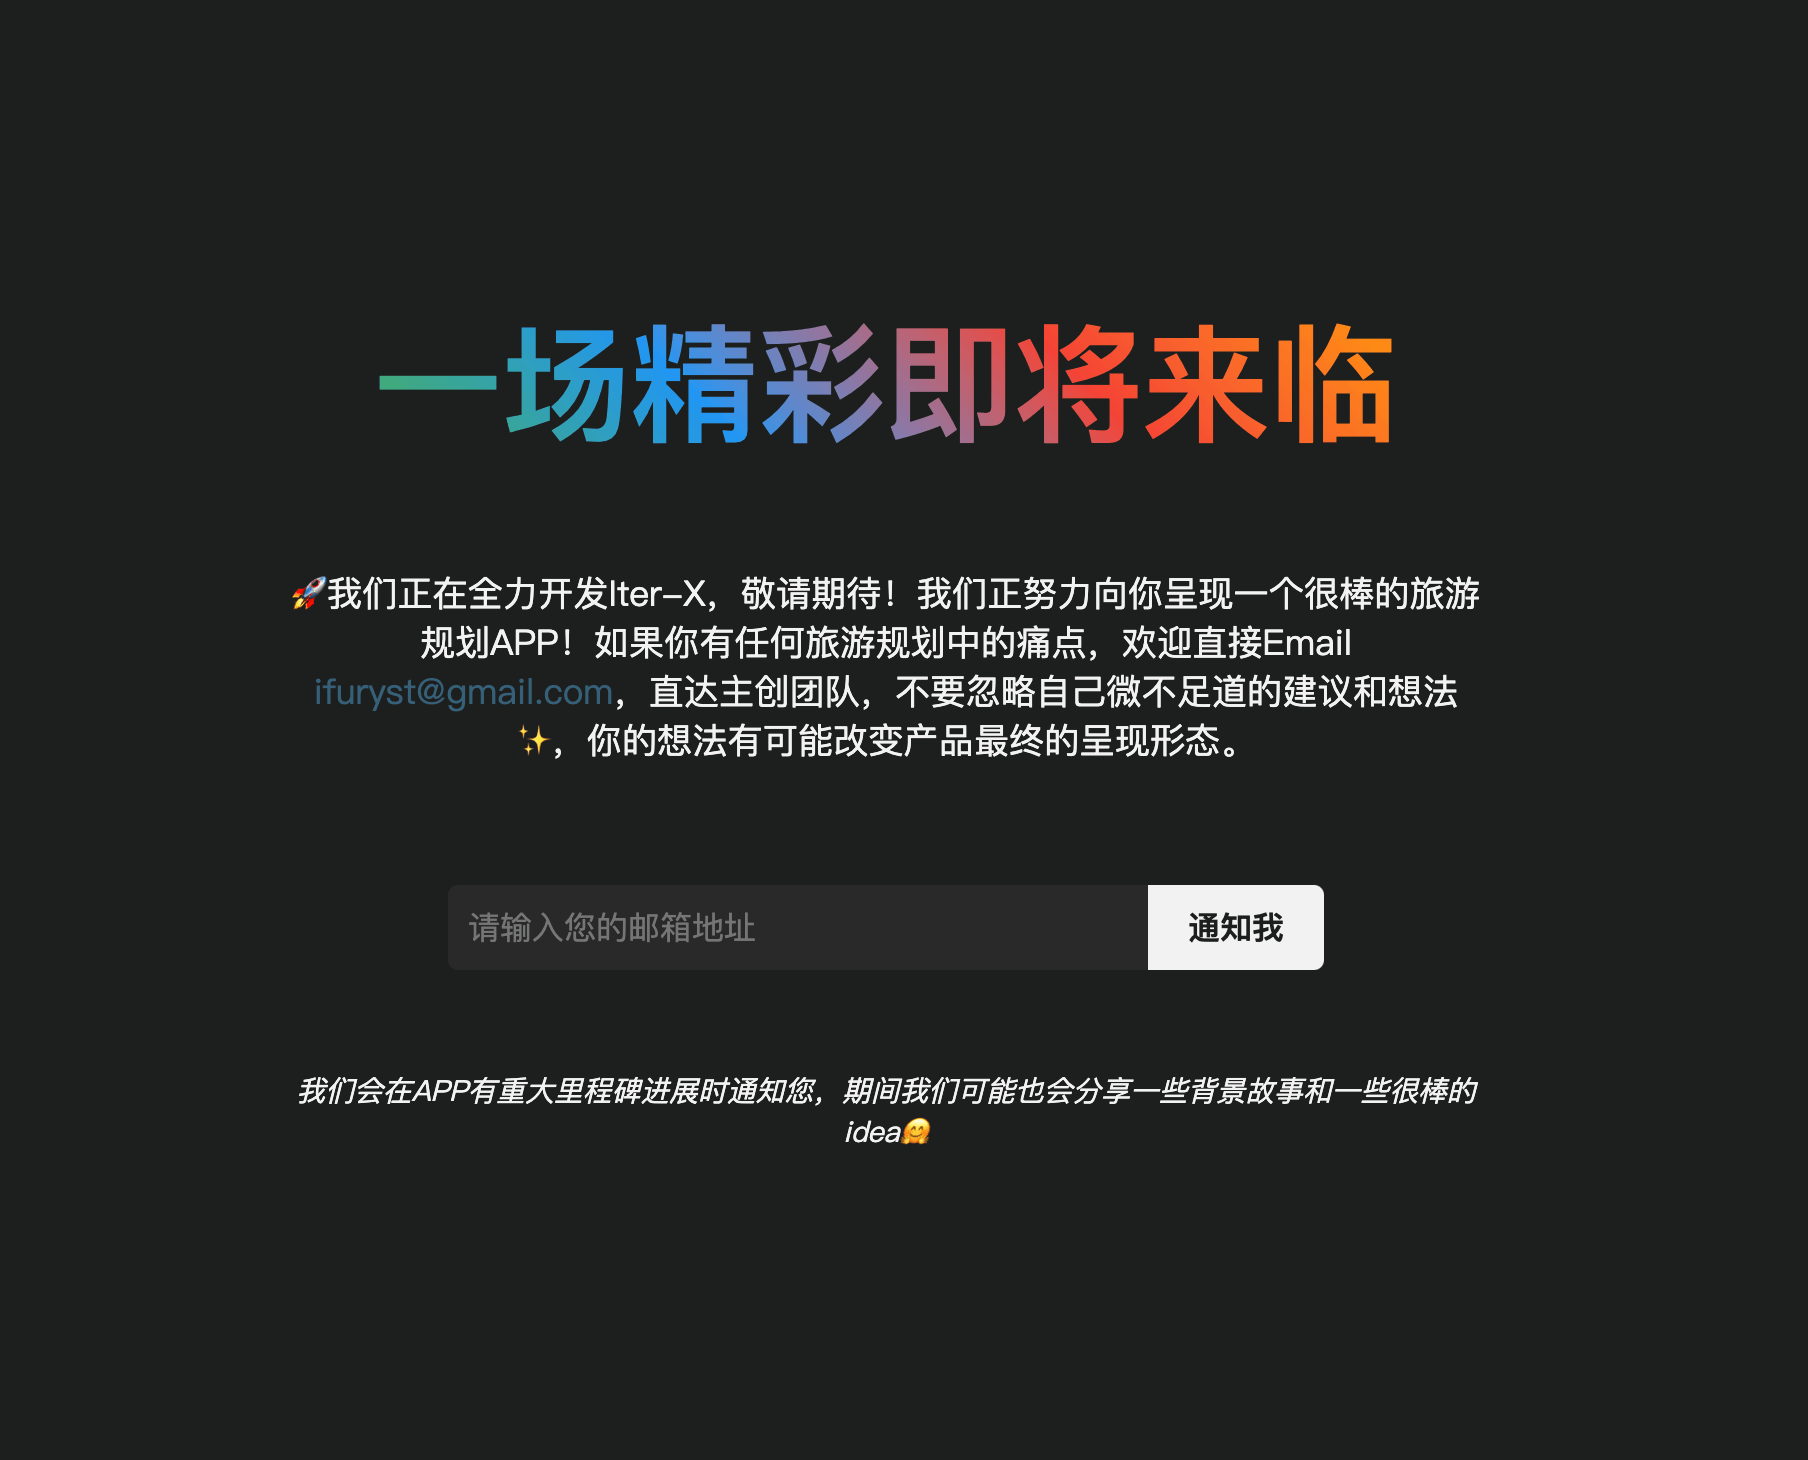 一场精彩即将来临
🚀我们正在全力开发Iter-X，敬请期待！我们正努力向你呈现一个很棒的旅游
规划APP！如果你有任何旅游规划中的痛点，欢迎直接Email
ifuryst@gmail.com，直达主创团队，不要忽略自己微不足道的建议和想法
✨，你的想法有可能改变产品最终的呈现形态。
请输入您的邮箱地址
通知我
我们会在APP有重大里程碑进展时通知您，期间我们可能也会分享一些背景故事和一些很棒的
idea🤗